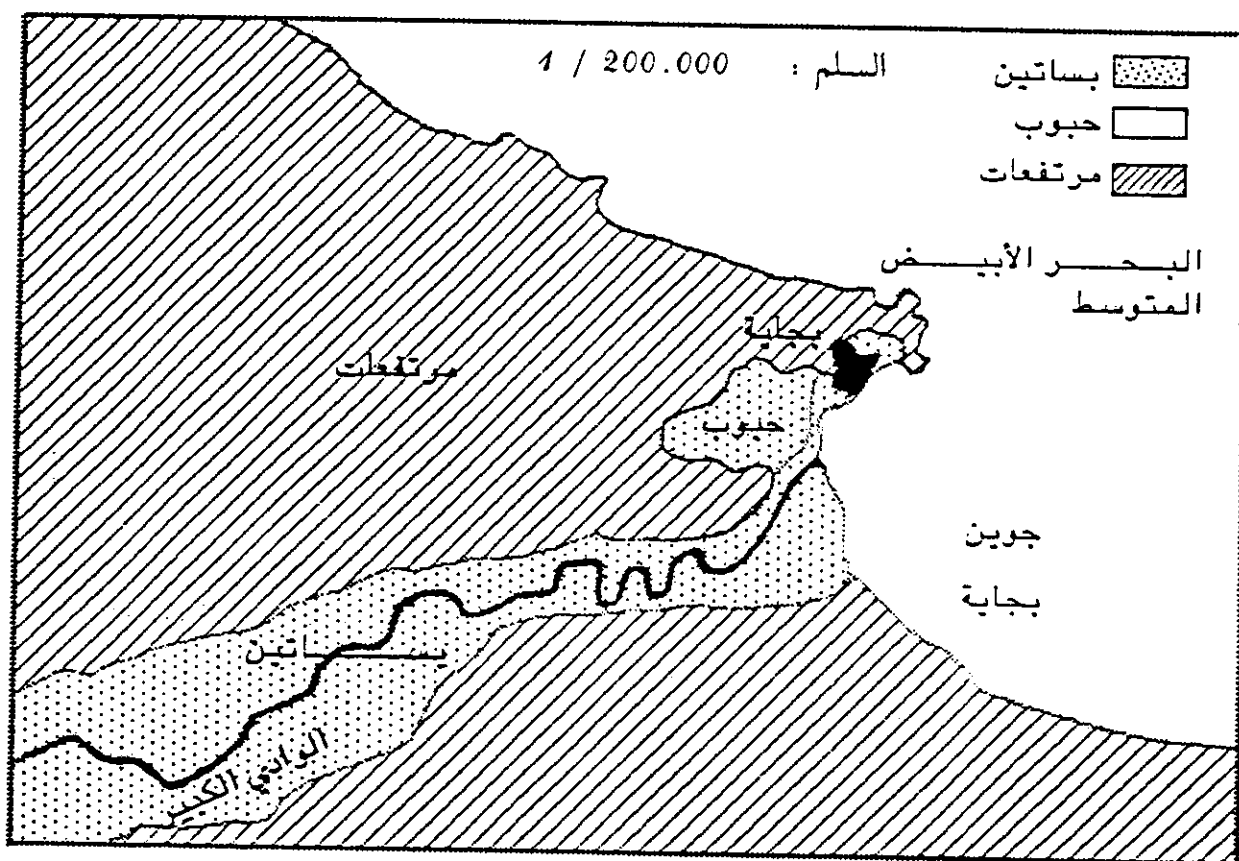 السلم : 1 / 200.000
بساتين
حبوب
مرتفعات
البحر الأبيض
المتوسط
بجاية
مرتفعات
حبوب
جوين
بجاية
بساتين
الوادي الكبير